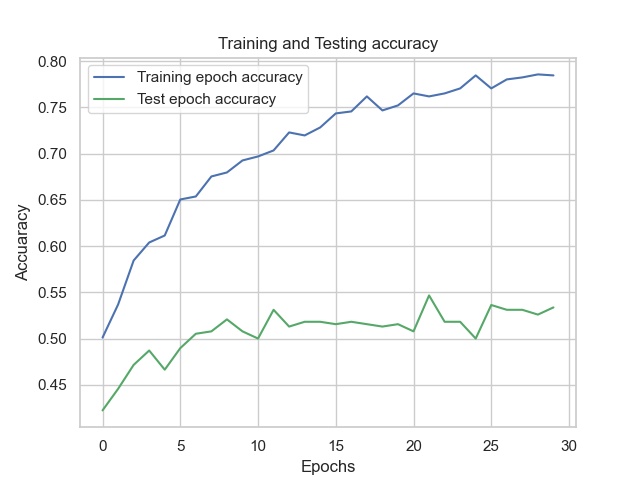 Training and Testing accuracy
Training epoch accuracy
Test epoch accuracy
0.80
0.75
0.70
0.65
0.60
0.55
0.50
0.45
Accuaracy
0 5 10 15 20 25 30
Epochs